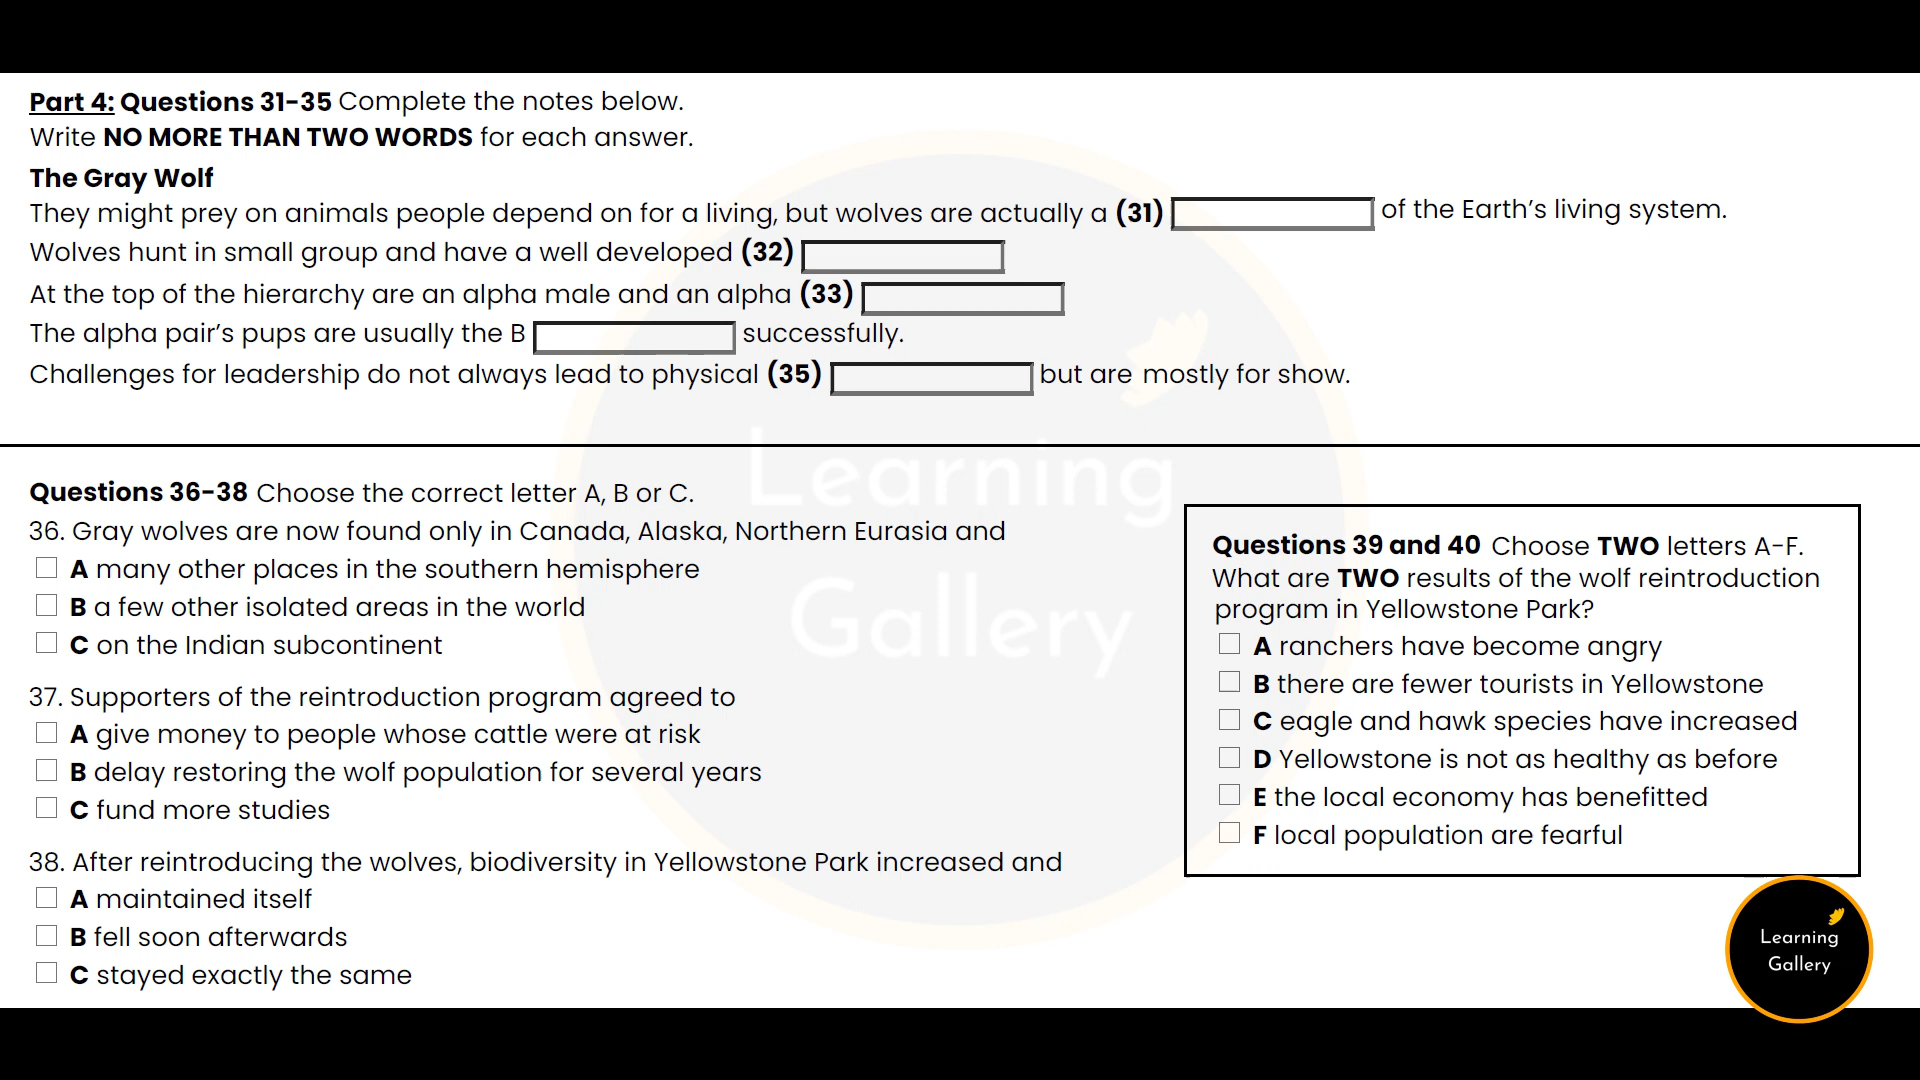 Part 4: Questions 31-35 Complete the notes below.
Write NO MORE THAN TWO WORDS for each answer.
The Gray Wolf
They might prey on animals people depend on for a living, but wolves are actually a (31) of the Earth's living system.
Wolves hunt in small group and have a well developed (32)
At the top of the hierarchy are an alpha male and an alpha (33)
The alpha pair's pups are usually the B successfully.
Challenges for leadership do not always lead to physical (35) but are mostly for show.
Questions 36-38 Choose the correct letter A, B or C.
36. Gray wolves are now found only in Canada, Alaska, Northern Eurasia and
A many other places in the southern hemisphere
B a few other isolated areas in the world
C on the Indian subcontinent
37. Supporters of the reintroduction program agreed to
A give money to people whose cattle were at risk
B delay restoring the wolf population for several years
C fund more studies
38. After reintroducing the wolves, biodiversity in Yellowstone Park increased and
A maintained itself
B fell soon afterwards
C stayed exactly the same
Questions 39 and 40 Choose TWO letters A-F.
What are TWO results of the wolf reintroduction
program in Yellowstone Park?
A ranchers have become angry
B there are fewer tourists in Yellowstone
C eagle and hawk species have increased
D Yellowstone is not as healthy as before
E the local economy has benefitted
F local population are fearful
Learning
Gallery
Learning
Gallery